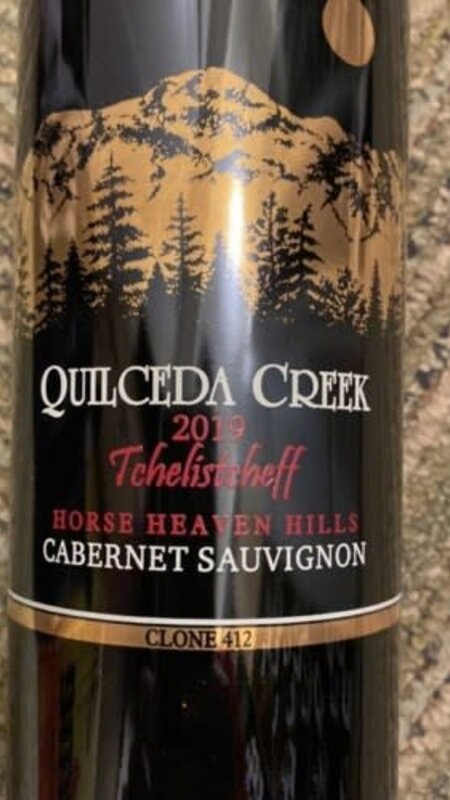 QUILCEDA CREEK
2019
Tchelistcheff
HORSE HEAVEN HILLS
CABERNET SAUVIGNON
CLONE 412